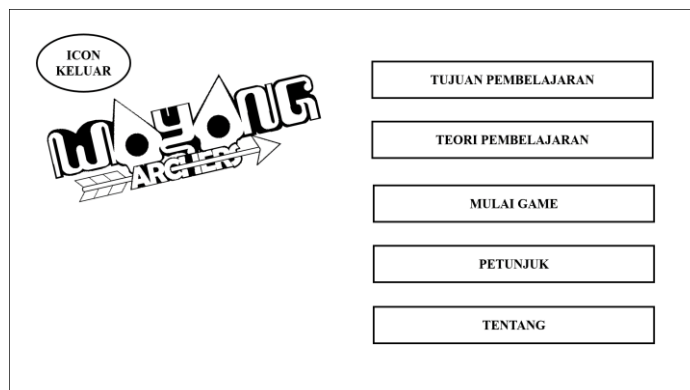 ICON
KELUAR
WAYANG
ARCHERS
TUJUAN PEMBELAJARAN
TEORI PEMBELAJARAN
MULAI GAME
PETUNJUK
TENTANG